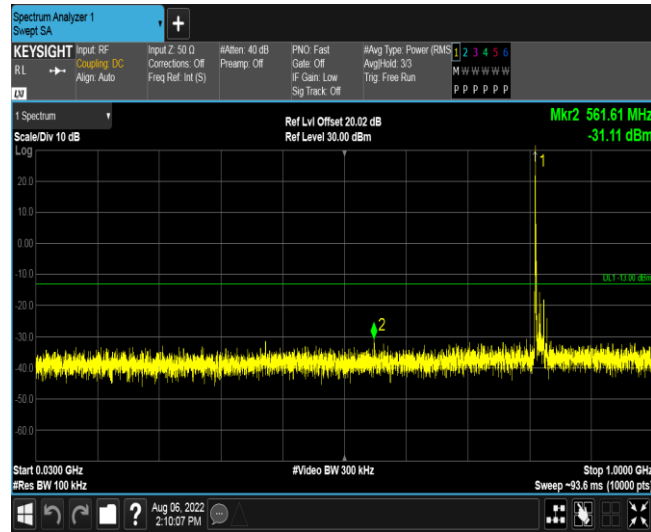 Spectrum Analyzer 1
Swept SA
+
KEYSIGHT
RL
LXI
Input: RF
Coupling: DC
Align: Auto
Input Z: 50 Ω
Corrections: Off
Freq Ref: Int (S)
#Atten: 40 dB
Preamp: Off
PNO: Fast
Gate: Off
IF Gain: Low
Sig Track: Off
#Avg Type: Power (RMS
Avg|Hold: 3/3
Trig: Free Run
1 2 3 4 5 6
M W W W W W
P P P P P P
1 Spectrum
Scale/Div 10 dB
Log
Ref Lvl Offset 20.02 dB
Ref Level 30.00 dBm
Mkr2 561.61 MHz
-31.11 dBm
1
20.0
10.0
0.00
-10.0
DL1 -13.00 dBm
-20.0
-30.0
2
-40.0
-50.0
-60.0
Start 0.0300 GHz
#Res BW 100 kHz
#Video BW 300 kHz
Stop 1.0000 GHz
Sweep ~93.6 ms (10000 pts)
?
Aug 06, 2022
2:10:07 PM